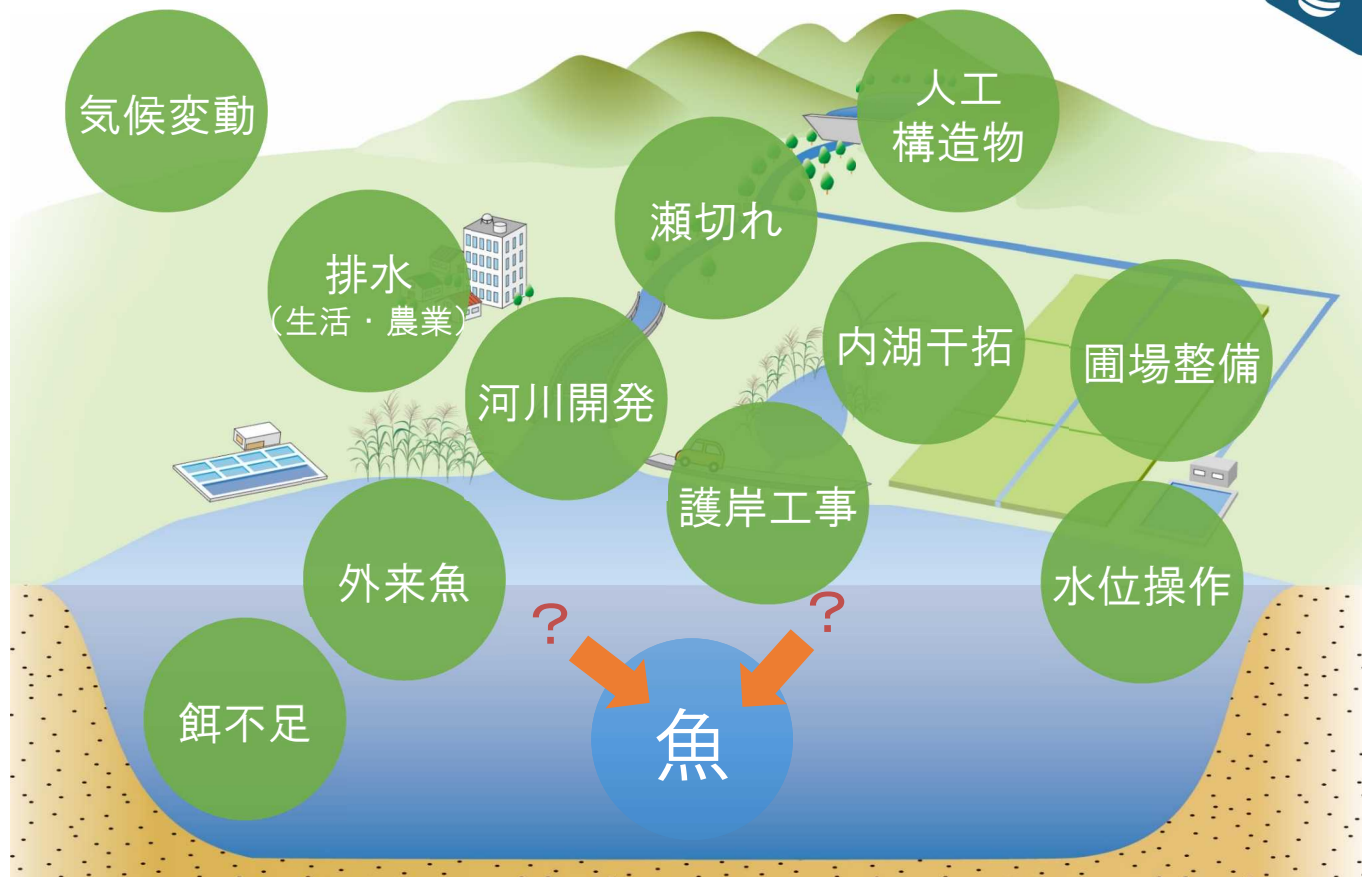 気候変動
人工
構造物
瀬切れ
排水
（生活・農業）
内湖干拓
圃場整備
河川開発
護岸工事
外来魚
水位操作
？
？
餌不足
魚